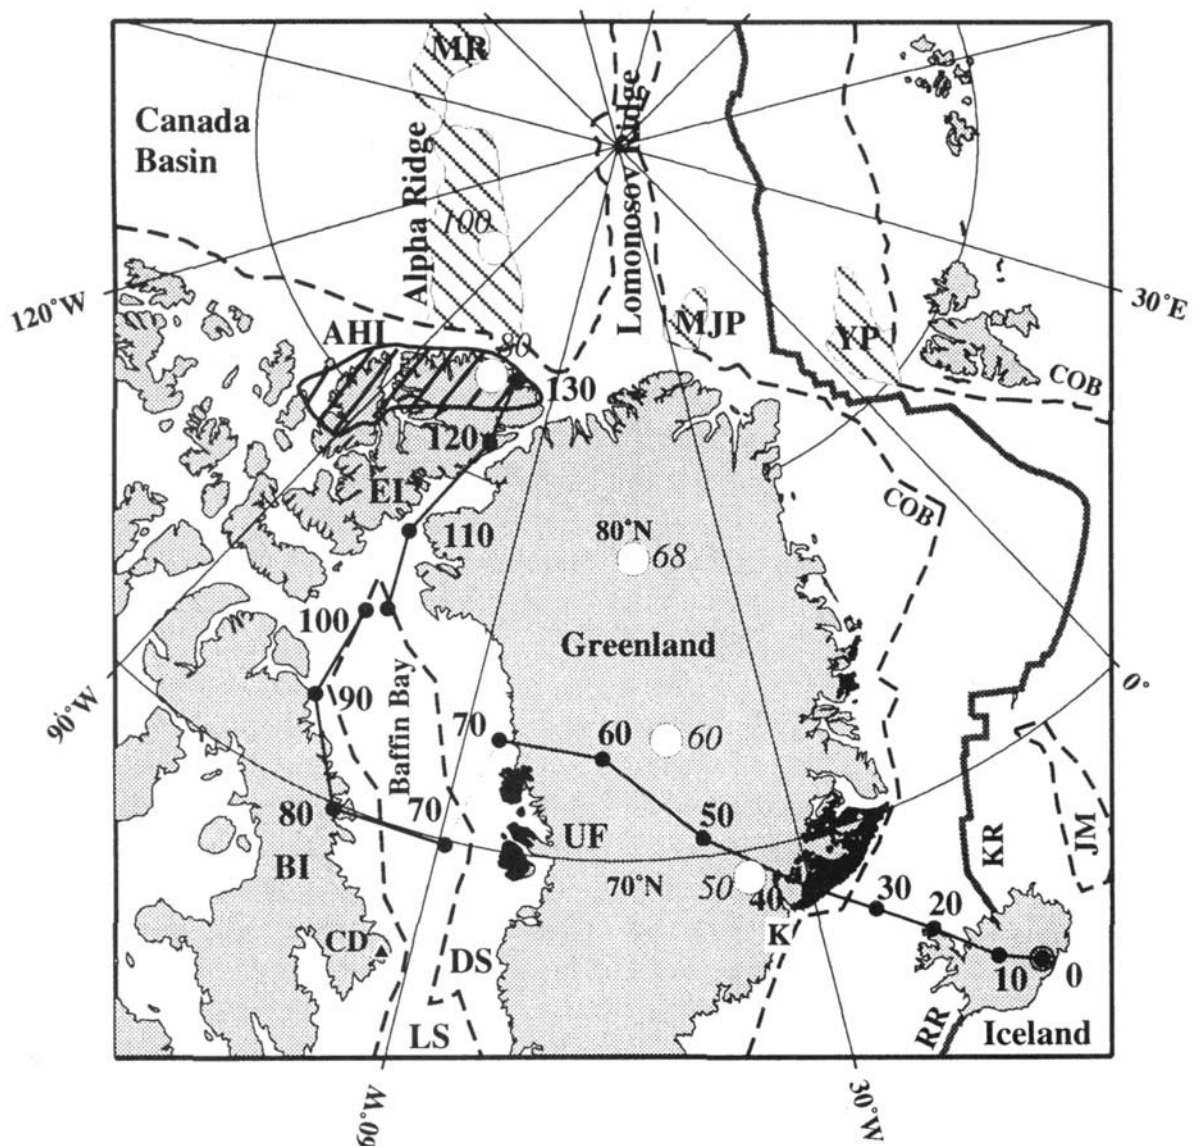 MR
Canada
Basin
Alpha Ridge
Lomonosov Ridge
100
120°W
30°E
AHI
80
MJP
YP
COB
130
120
EI
110
COB
80°N
68
100
Greenland
90
90°W
0°
Baffin Bay
70
60
60
80
70
50
UF
BI
KR
JM
70°N
50
40
30
20
K
CD
DS
10
0
LS
RR
Iceland
60°W
30°W